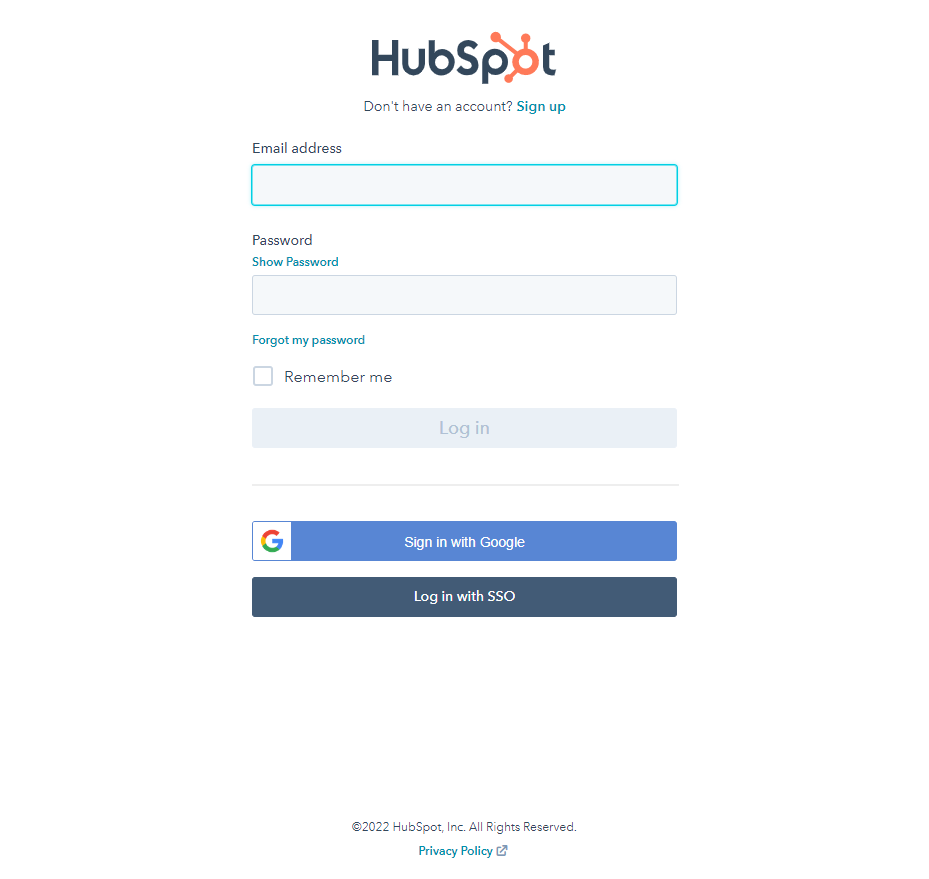 HubSpot
Don't have an account? Sign up
Email address
Password
Show Password
Forgot my password
Remember me
Log in
Sign in with Google
Log in with SSO
©2022 HubSpot, Inc. All Rights Reserved.
Privacy Policy